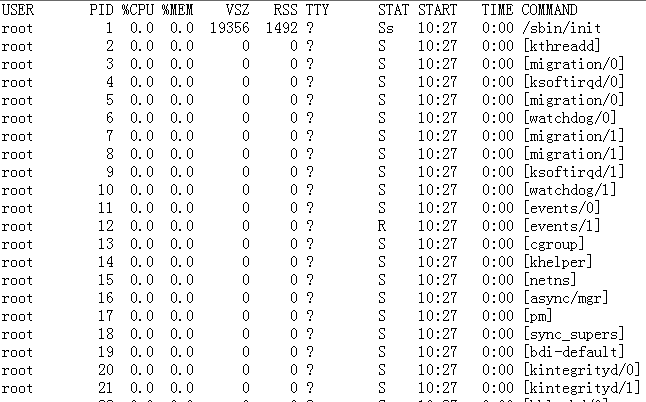 USER       PID %CPU %MEM    VSZ   RSS TTY      STAT START   TIME COMMAND
root         1  0.0  0.0  19356  1492 ?        Ss   10:27   0:00 /sbin/init
root         2  0.0  0.0      0     0 ?        S    10:27   0:00 [kthreadd]
root         3  0.0  0.0      0     0 ?        S    10:27   0:00 [migration/0]
root         4  0.0  0.0      0     0 ?        S    10:27   0:00 [ksoftirqd/0]
root         5  0.0  0.0      0     0 ?        S    10:27   0:00 [migration/0]
root         6  0.0  0.0      0     0 ?        S    10:27   0:00 [watchdog/0]
root         7  0.0  0.0      0     0 ?        S    10:27   0:00 [migration/1]
root         8  0.0  0.0      0     0 ?        S    10:27   0:00 [migration/1]
root         9  0.0  0.0      0     0 ?        S    10:27   0:00 [ksoftirqd/1]
root        10  0.0  0.0      0     0 ?        S    10:27   0:00 [watchdog/1]
root        11  0.0  0.0      0     0 ?        S    10:27   0:00 [events/0]
root        12  0.0  0.0      0     0 ?        R    10:27   0:00 [events/1]
root        13  0.0  0.0      0     0 ?        S    10:27   0:00 [cgroup]
root        14  0.0  0.0      0     0 ?        S    10:27   0:00 [khelper]
root        15  0.0  0.0      0     0 ?        S    10:27   0:00 [netns]
root        16  0.0  0.0      0     0 ?        S    10:27   0:00 [async/mgr]
root        17  0.0  0.0      0     0 ?        S    10:27   0:00 [pm]
root        18  0.0  0.0      0     0 ?        S    10:27   0:00 [sync_supers]
root        19  0.0  0.0      0     0 ?        S    10:27   0:00 [bdi-default]
root        20  0.0  0.0      0     0 ?        S    10:27   0:00 [kintegrityd/0]
root        21  0.0  0.0      0     0 ?        S    10:27   0:00 [kintegrityd/1]